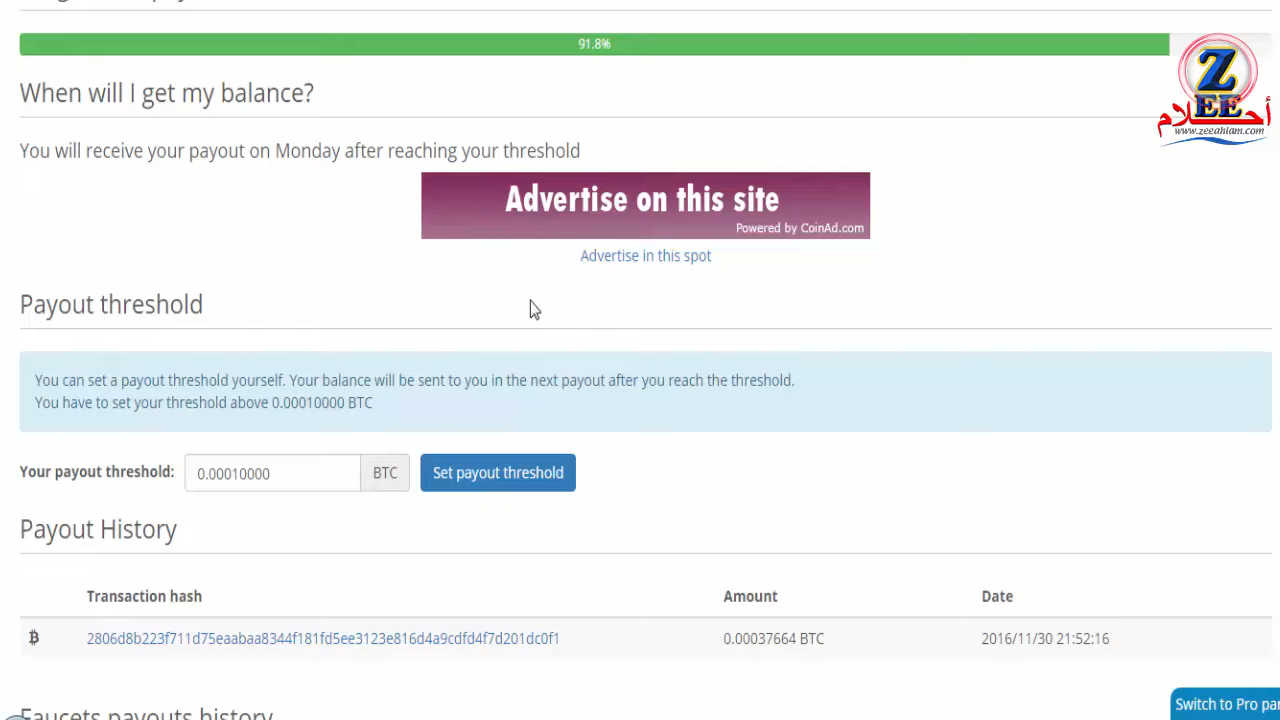 91.8%
When will I get my balance?
You will receive your payout on Monday after reaching your threshold
Z
EE
أحلام
www.zeeahlam.com
Advertise on this site
Powered by CoinAd.com
Advertise in this spot
Payout threshold
You can set a payout threshold yourself. Your balance will be sent to you in the next payout after you reach the threshold.
You have to set your threshold above 0.00010000 BTC
Your payout threshold: 0.00010000 BTC Set payout threshold
Payout History
Transaction hash Amount Date
2806d8b223f711d75eaabaa8344f181fd5ee3123e816d4a9cdfd4f7d201dc0f1 0.00037664 BTC 2016/11/30 21:52:16
Switch to Pro pa
Faucets payouts history